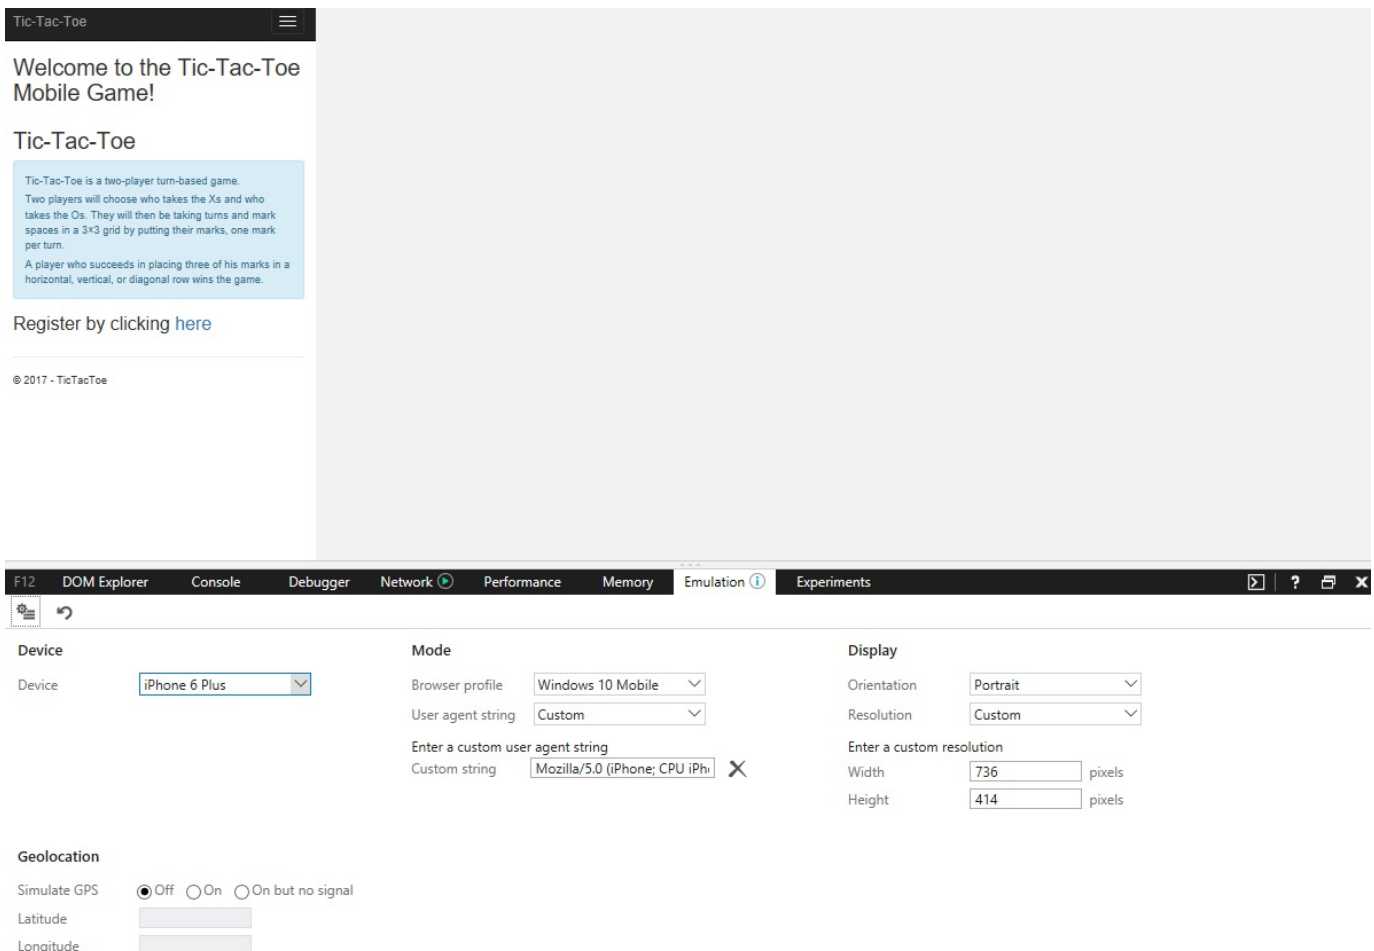 Tic-Tac-Toe
Welcome to the Tic-Tac-Toe
Mobile Game!
Tic-Tac-Toe
Tic-Tac-Toe is a two-player turn-based game.
Two players will choose who takes the Xs and who
takes the Os. They will then be taking turns and mark
spaces in a 3×3 grid by putting their marks, one mark
per turn.
A player who succeeds in placing three of his marks in a
horizontal, vertical, or diagonal row wins the game.
Register by clicking here
© 2017 - TicTacToe
F12 DOM Explorer Console Debugger Network Performance Memory Emulation Experiments ?
Device
Device iPhone 6 Plus
Mode
Browser profile Windows 10 Mobile
User agent string Custom
Enter a custom user agent string
Custom string Mozilla/5.0 (iPhone; CPU iPh
Display
Orientation Portrait
Resolution Custom
Enter a custom resolution
Width 736 pixels
Height 414 pixels
Geolocation
Simulate GPS Off On On but no signal
Latitude
Longitude